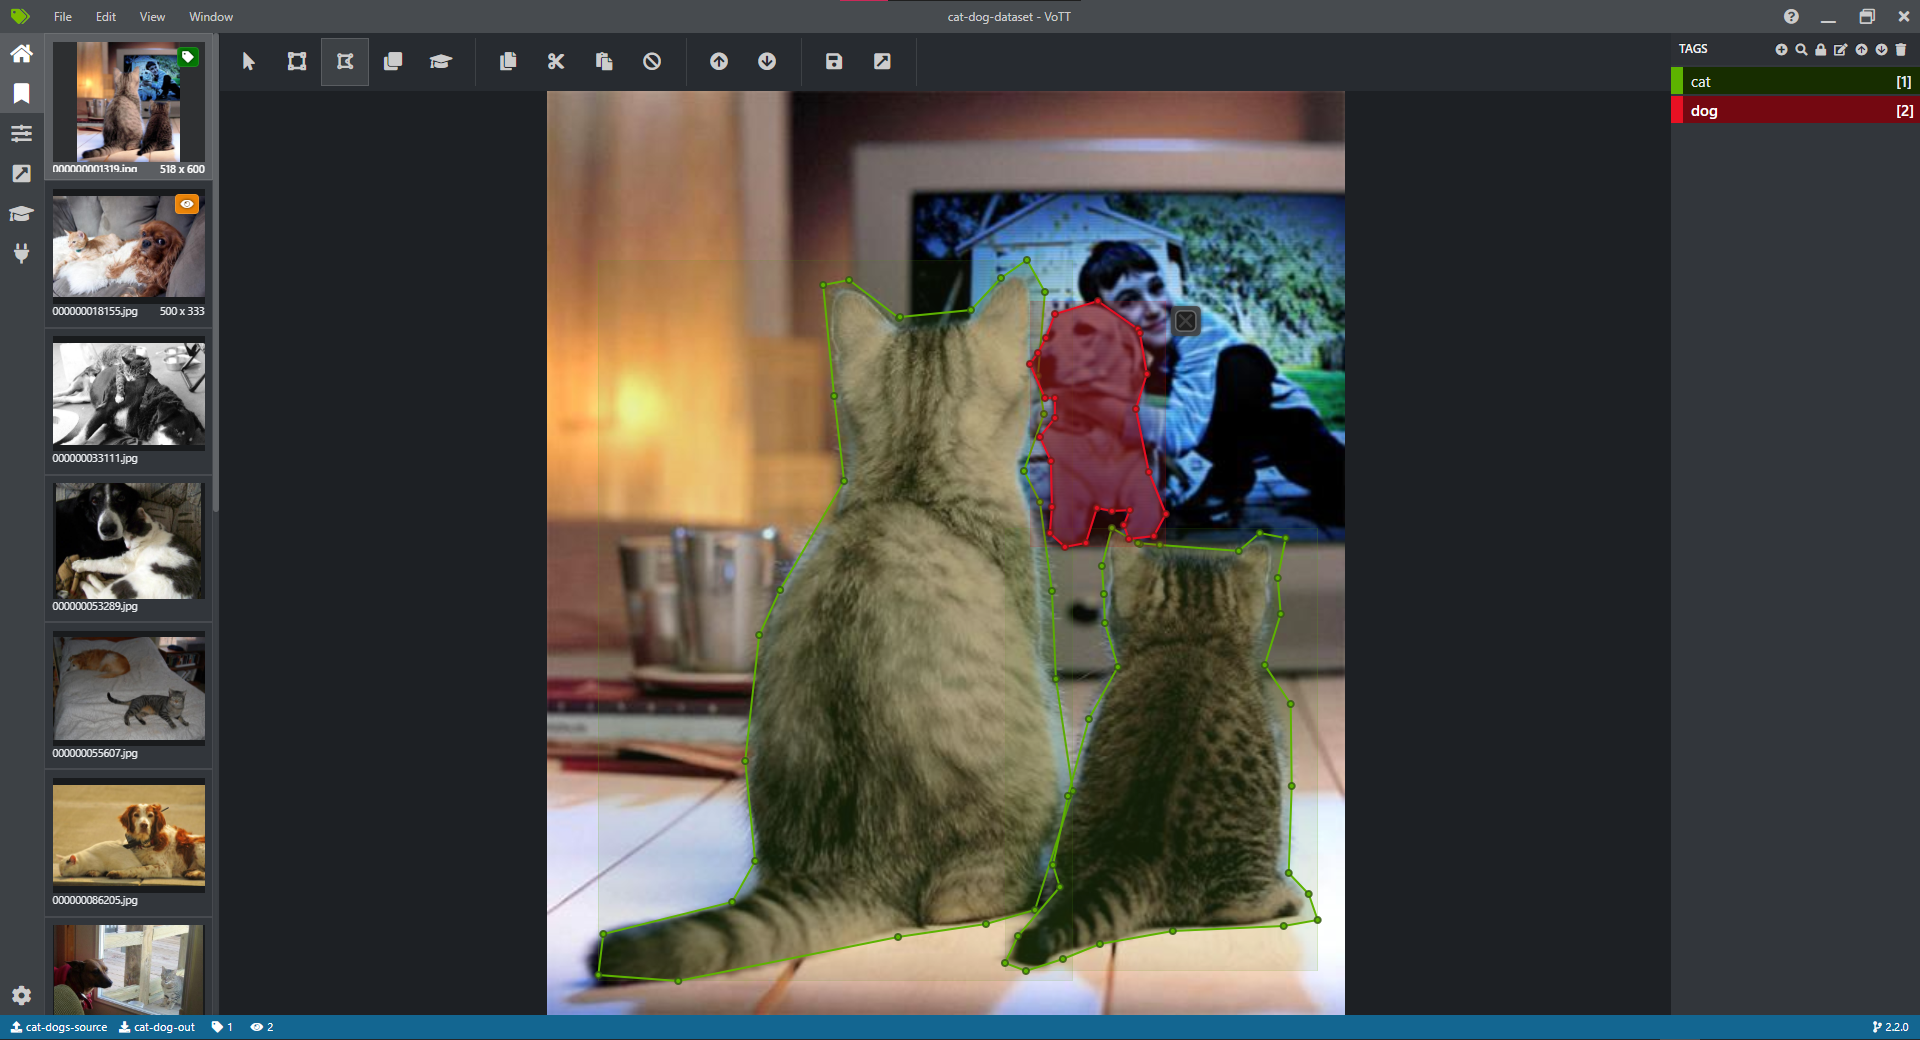 File Edit View Window
cat-dog-dataset - VoTT
000000001319.jpg 518 x 600
000000018155.jpg 500 x 333
000000033111.jpg
000000053289.jpg
000000055607.jpg
000000086205.jpg
TAGS
cat [1]
dog [2]
cat-dogs-source cat-dog-out 1 2
2.2.0